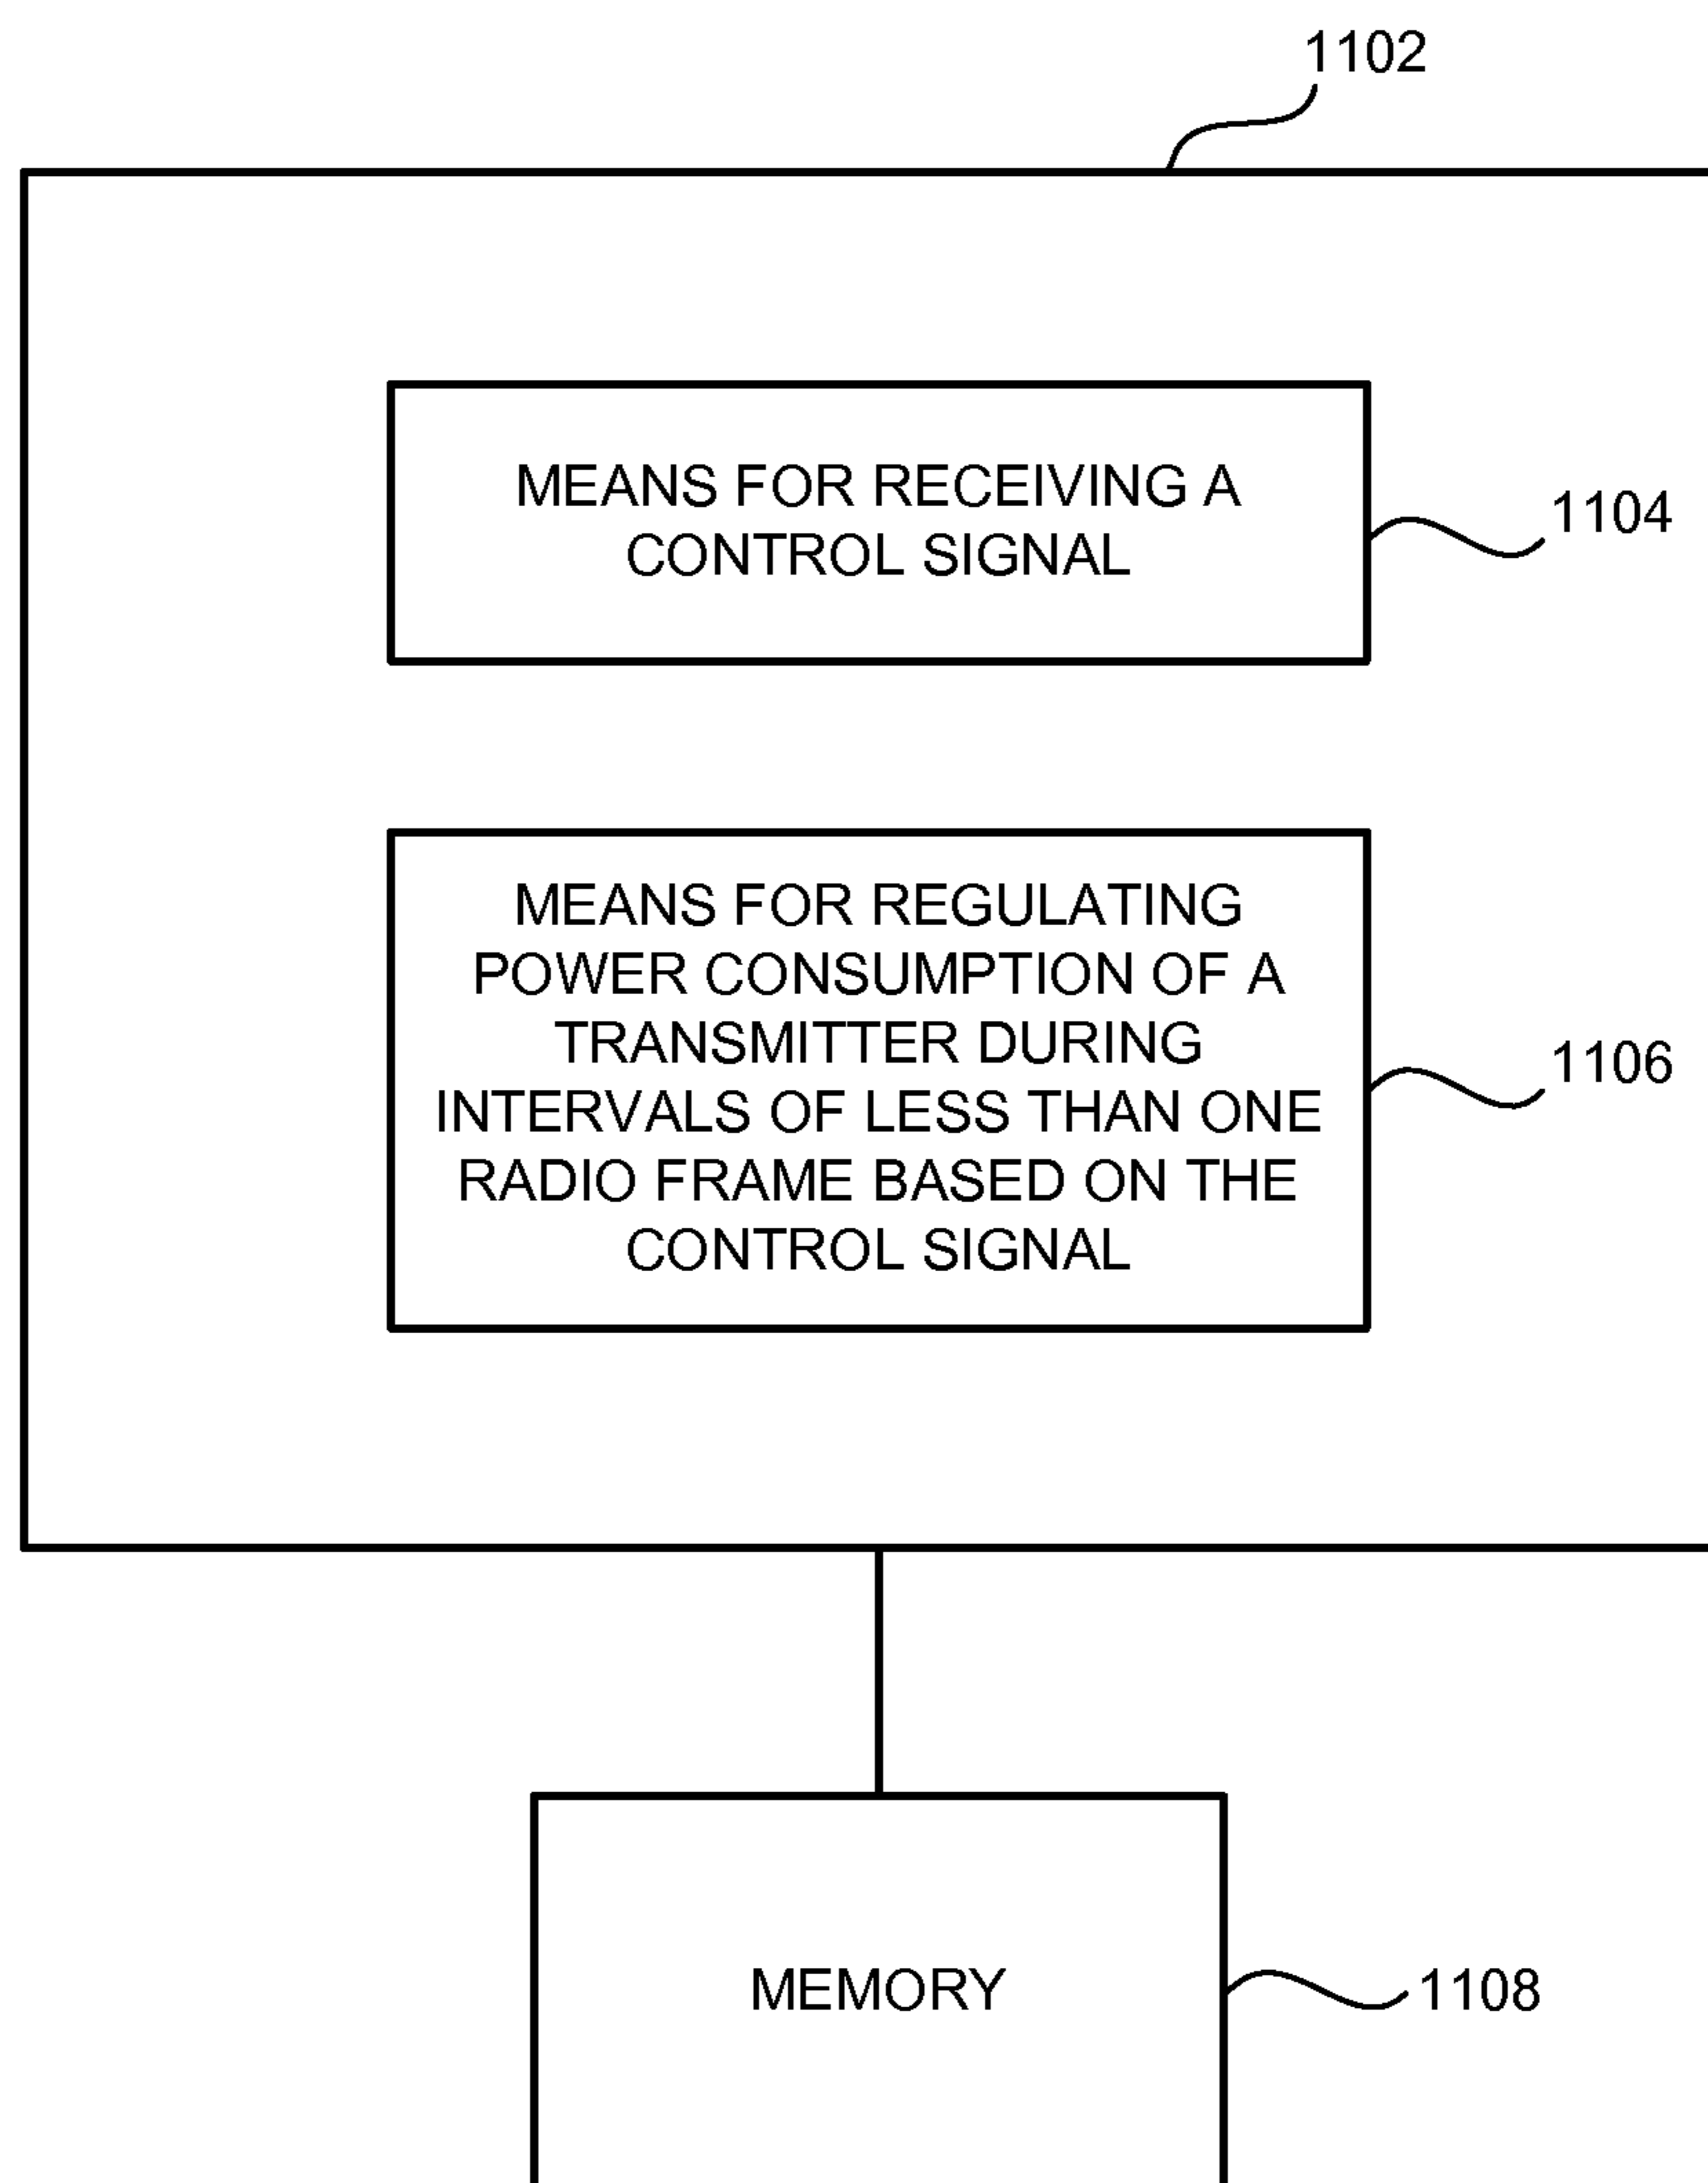 1102
MEANS FOR RECEIVING A
CONTROL SIGNAL
1104
MEANS FOR REGULATING
POWER CONSUMPTION OF A
TRANSMITTER DURING
INTERVALS OF LESS THAN ONE
RADIO FRAME BASED ON THE
CONTROL SIGNAL
1106
MEMORY
1108